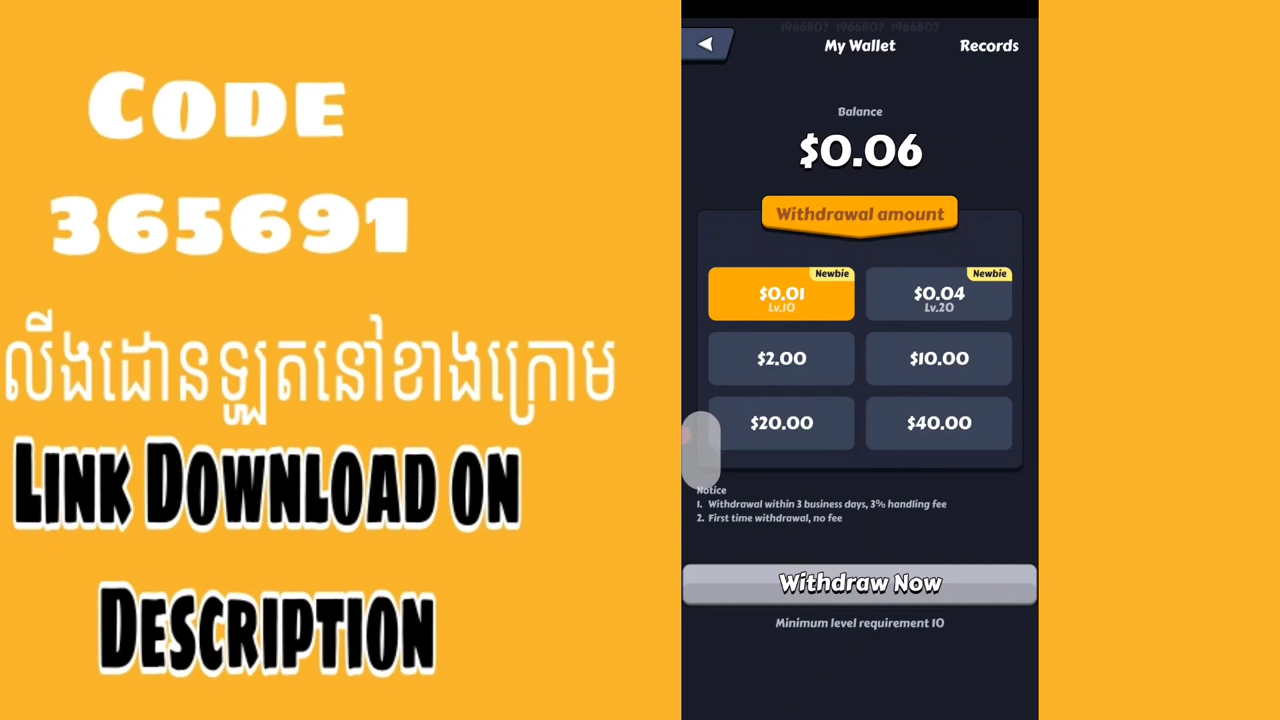 Code
365691
លីងដោនឡូតនៅខាងក្រោម
Link Download on
Description
1966807 1966807 1966807
My Wallet
Records
Balance
$0.06
Withdrawal amount
Newbie
$0.01
Lv.10
Newbie
$0.04
Lv.20
$2.00
$10.00
$20.00
$40.00
Notice
1. Withdrawal within 3 business days, 3% handling fee
2. First time withdrawal, no fee
Withdraw Now
Minimum level requirement 10